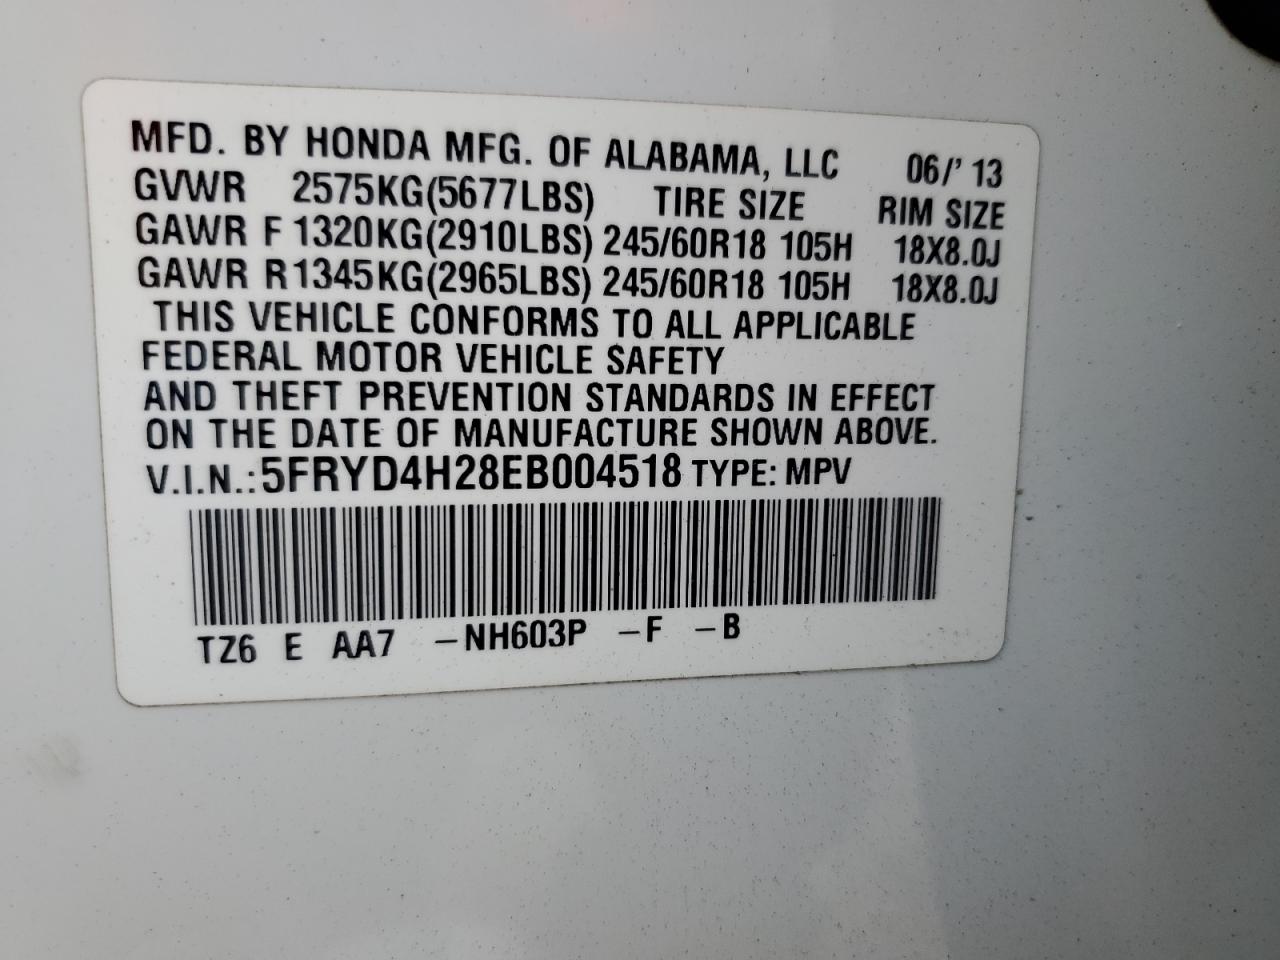 MFD. BY HONDA MFG. OF ALABAMA, LLC 06/' 13
GVWR 2575KG(5677LBS) TIRE SIZE RIM SIZE
GAWR F 1320KG(2910LBS) 245/60R18 105H 18X8.0J
GAWR R 1345KG(2965LBS) 245/60R18 105H 18X8.0J
THIS VEHICLE CONFORMS TO ALL APPLICABLE
FEDERAL MOTOR VEHICLE SAFETY
AND THEFT PREVENTION STANDARDS IN EFFECT
ON THE DATE OF MANUFACTURE SHOWN ABOVE.
V.I.N.:5FRYD4H28EB004518 TYPE: MPV
TZ6 E AA7 –NH603P –F –B